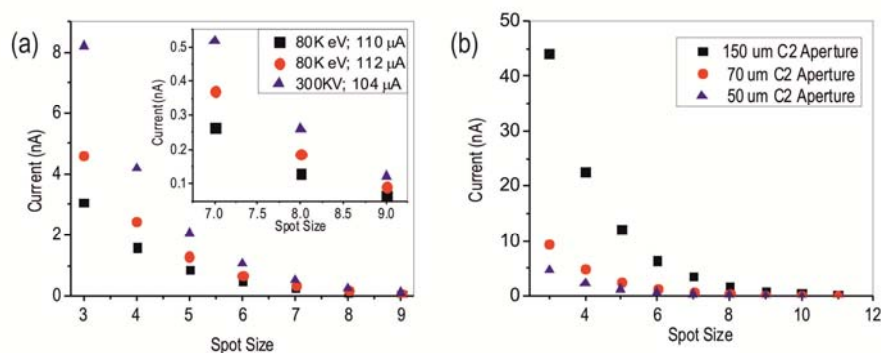 (a)
8
6
4
2
0
Current (nA)
3 4 5 6 7 8 9
Spot Size
0.5
0.4
0.3
0.2
0.1
Current(nA)
7.0 7.5 8.0 8.5 9.0
Spot Size
80K eV; 110 µA
80K eV; 112 µA
300KV; 104 µA
(b)
50
40
30
20
10
0
Current (nA)
4 6 8 10 12
Spot Size
150 um C2 Aperture
70 um C2 Aperture
50 um C2 Aperture